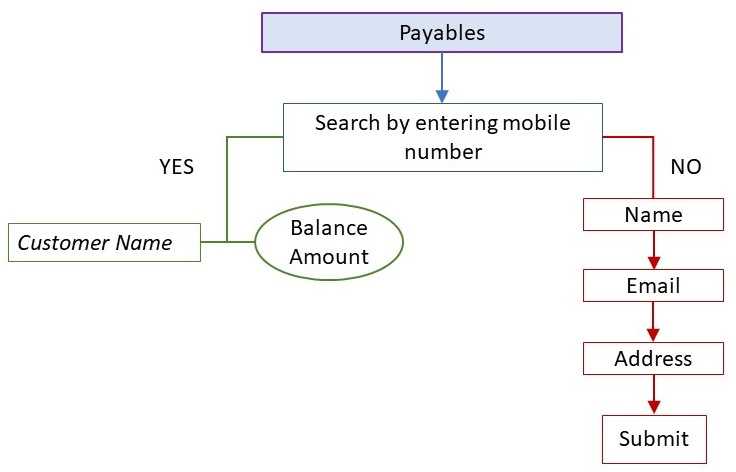 Payables
Search by entering mobile
number
YES
NO
Name
Customer Name
Balance
Amount
Email
Address
Submit